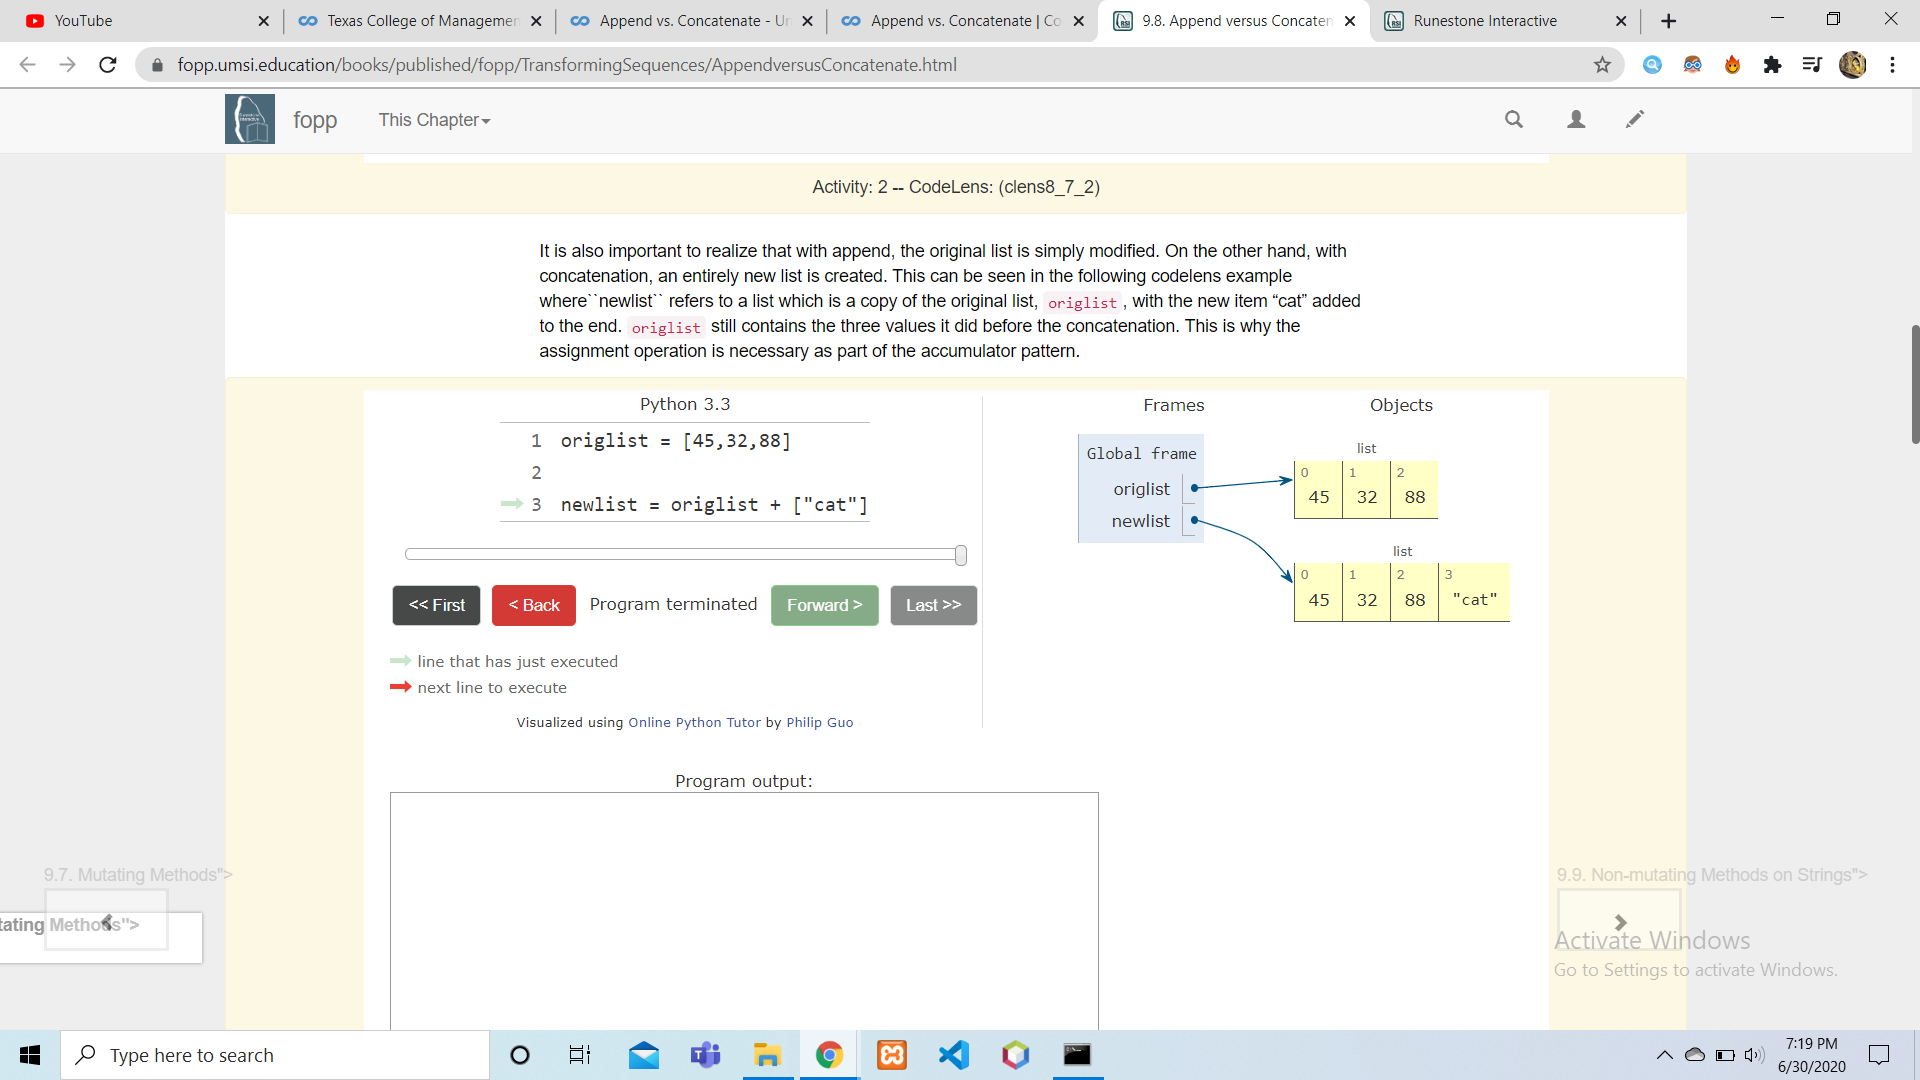 YouTube
Texas College of Managemen
Append vs. Concatenate - Un
Append vs. Concatenate | Co
9.8. Append versus Concaten
Runestone Interactive
fopp.umsi.education/books/published/fopp/TransformingSequences/AppendversusConcatenate.html
fopp
This Chapter
Activity: 2 -- CodeLens: (clens8_7_2)
It is also important to realize that with append, the original list is simply modified. On the other hand, with
concatenation, an entirely new list is created. This can be seen in the following codelens example
where``newlist`` refers to a list which is a copy of the original list, origlist, with the new item “cat” added
to the end. origlist still contains the three values it did before the concatenation. This is why the
assignment operation is necessary as part of the accumulator pattern.
Python 3.3
1 origlist = [45,32,88]
2
3 newlist = origlist + ["cat"]
<< First
< Back
Program terminated
Forward >
Last >>
line that has just executed
next line to execute
Visualized using Online Python Tutor by Philip Guo
Frames
Objects
Global frame
origlist
newlist
list
0 1 2
45 32 88
list
0 1 2 3
45 32 88 "cat"
Program output:
9.7. Mutating Methods">
tating Methods">
9.9. Non-mutating Methods on Strings">
Activate Windows
Go to Settings to activate Windows.
Type here to search
7:19 PM
6/30/2020